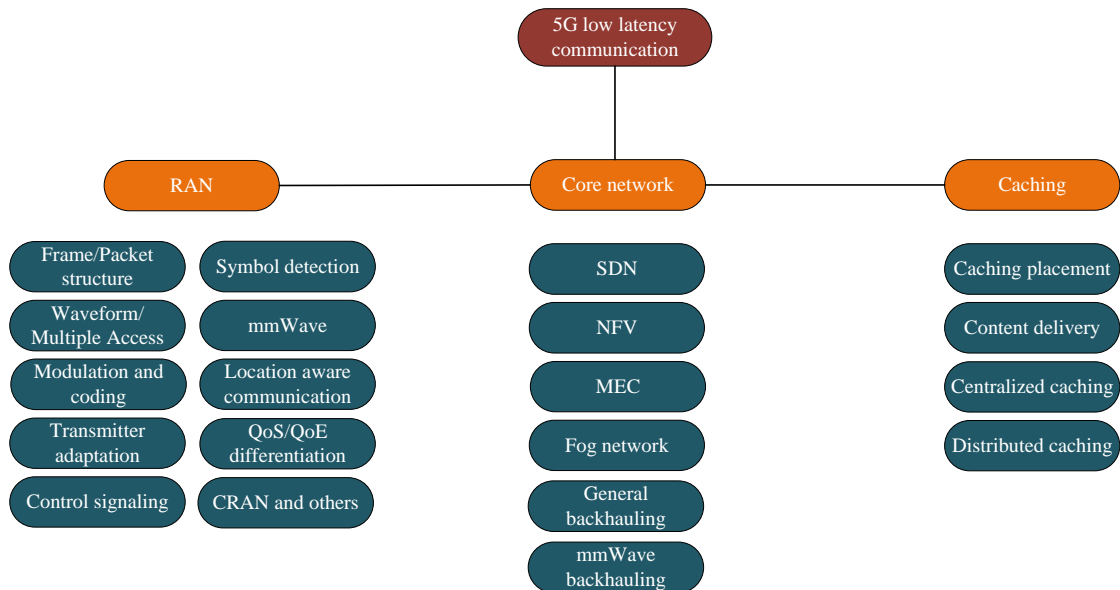 5G low latency
communication
RAN
Core network
Caching
Frame/Packet
structure
Symbol detection
Waveform/
Multiple Access
mmWave
Modulation and
coding
Location aware
communication
Transmitter
adaptation
QoS/QoE
differentiation
Control signaling
CRAN and others
SDN
NFV
MEC
Fog network
General
backhauling
mmWave
backhauling
Caching placement
Content delivery
Centralized caching
Distributed caching